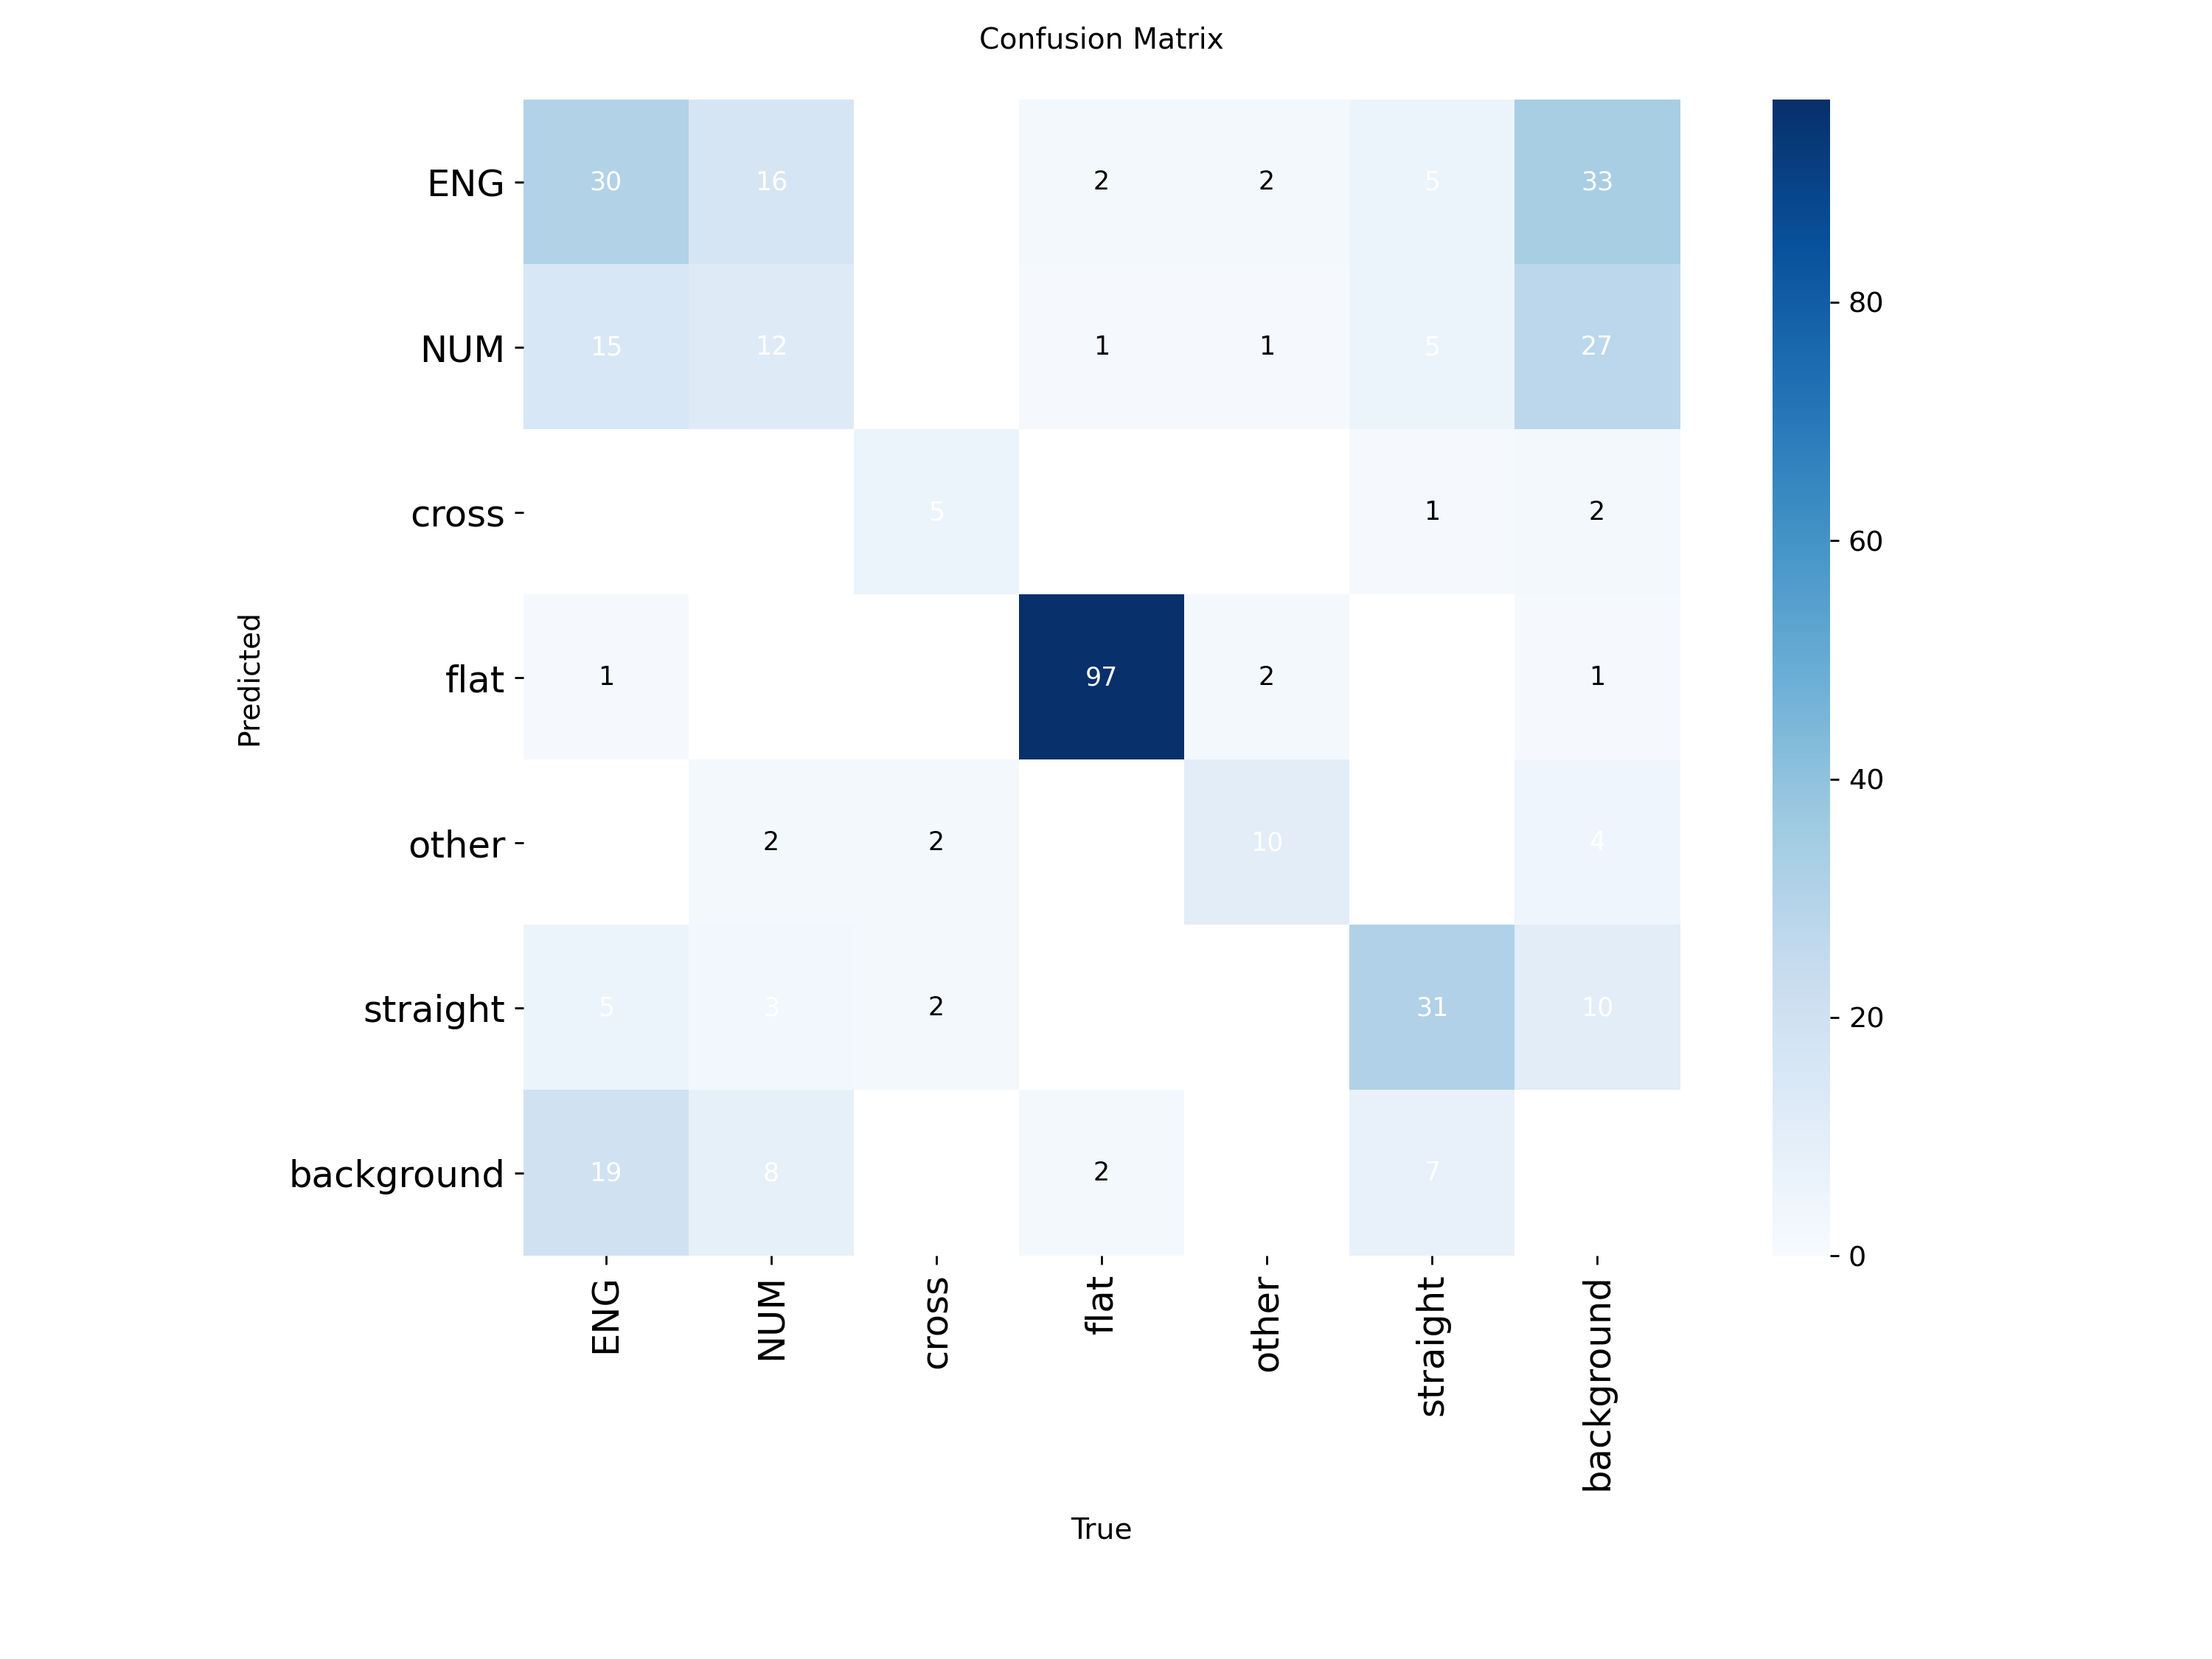 Confusion Matrix
ENG 30 16 2 2 5 33
NUM 15 12 1 1 5 27
80
cross 5 1 2
60
Predicted
flat 1 97 2 1
40
other 2 2 10 4
straight 5 3 2 31 10
20
background 19 8 2 7
0
ENG NUM cross flat other straight background
True